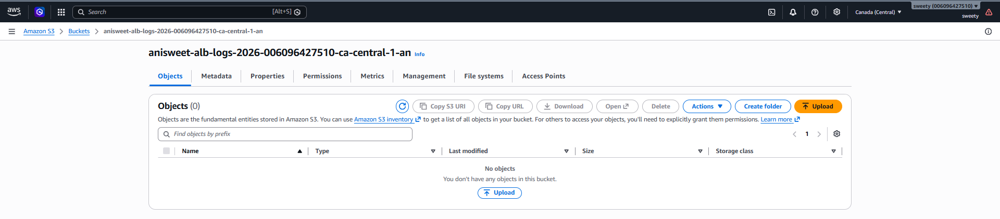 aws
Search [Alt+S]
Canada (Central)
sweety (006096427510)
sweety
Amazon S3 Buckets anisweet-alb-logs-2026-006096427510-ca-central-1-an
anisweet-alb-logs-2026-006096427510-ca-central-1-an Info
Objects Metadata Properties Permissions Metrics Management File systems Access Points
Objects (0) Copy S3 URI Copy URL Download Open Delete Actions Create folder Upload
Objects are the fundamental entities stored in Amazon S3. You can use Amazon S3 inventory to get a list of all objects in your bucket. For others to access your objects, you'll need to explicitly grant them permissions. Learn more
Find objects by prefix 1
Name Type Last modified Size Storage class
No objects
You don't have any objects in this bucket.
Upload